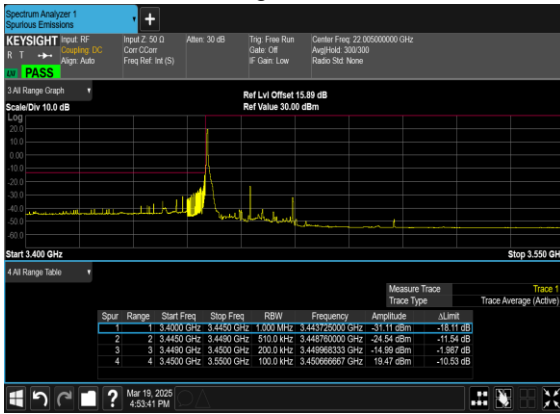 Spectrum Analyzer 1
Spurious Emissions
KEYSIGHT Input: RF Input Z: 50 Ω Atten: 30 dB Trig: Free Run Center Freq: 22.005000000 GHz
R T Coupling: DC Corr CCorr Gate: Off Avg|Hold: 300/300
Align: Auto Freq Ref: Int (S) IF Gain: Low Radio Std: None
PASS
3 All Range Graph
Ref Lvl Offset 15.89 dB
Scale/Div 10.0 dB Ref Value 30.00 dBm
Log
20.0
10.0
0.00
-10.0
-20.0
-30.0
-40.0
-50.0
-60.0
Start 3.400 GHz Stop 3.550 GH
4 All Range Table
Measure Trace Trace 1
Trace Type Trace Average (Active)
Spur Range Start Freq Stop Freq RBW Frequency Amplitude ΔLimit
1 1 3.4000 GHz 3.4450 GHz 1.000 MHz 3.443725000 GHz -31.11 dBm -18.11 dB
2 2 3.4450 GHz 3.4490 GHz 510.0 kHz 3.448760000 GHz -24.54 dBm -11.54 dB
3 3 3.4490 GHz 3.4500 GHz 200.0 kHz 3.449968333 GHz -14.99 dBm -1.987 dB
4 4 3.4500 GHz 3.5500 GHz 100.0 kHz 3.450666667 GHz 19.47 dBm -10.53 dB
Mar 19, 2025
4:53:41 PM